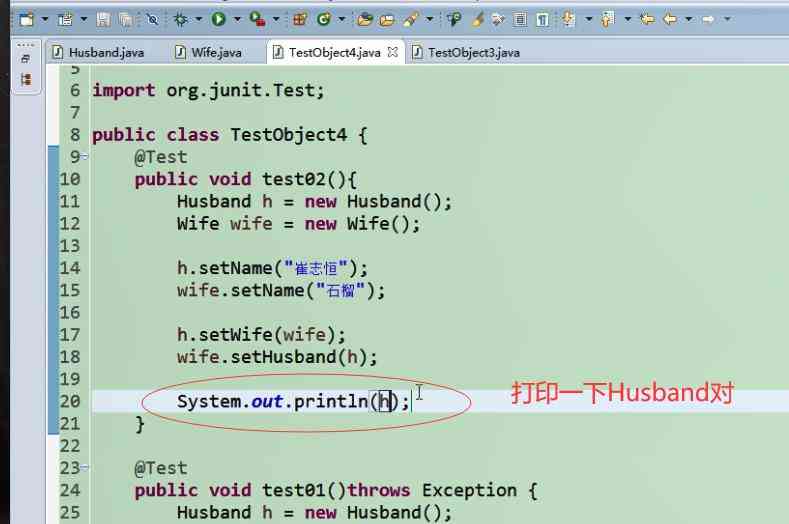 Husband.java Wife.java TestObject4.java TestObject3.java
5
6 import org.junit.Test;
7
8 public class TestObject4 {
9 @Test
10 public void test02(){
11 Husband h = new Husband();
12 Wife wife = new Wife();
13
14 h.setName("崔志恒");
15 wife.setName("石榴");
16
17 h.setWife(wife);
18 wife.setHusband(h);
19
20 System.out.println(h); 打印一下Husband对
21 }
22
23 @Test
24 public void test01()throws Exception {
25 Husband h = new Husband();